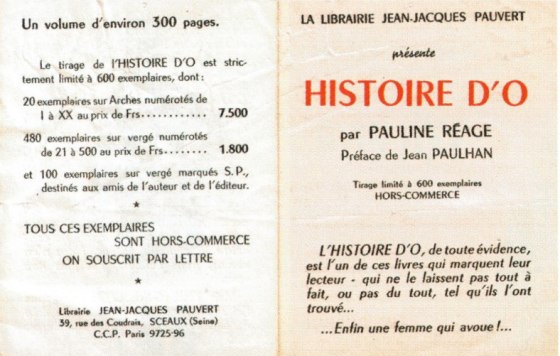 Un volume d'environ 300 pages.
Le tirage de l'HISTOIRE D'O est stric-
tement limité à 600 exemplaires, dont :
20 exemplaires sur Arches numérotés de
I à XX au prix de Frs............ 7.500
480 exemplaires sur vergé numérotés
de 21 à 500 au prix de Frs......... 1.800
et 100 exemplaires sur vergé marqués S.P.,
destinés aux amis de l'auteur et de l'éditeur.
★
TOUS CES EXEMPLAIRES
SONT HORS-COMMERCE
ON SOUSCRIT PAR LETTRE
★
Librairie JEAN-JACQUES PAUVERT
39, rue des Coudrais, SCEAUX (Seine)
C.C.P. Paris 9725-96
LA LIBRAIRIE JEAN-JACQUES PAUVERT
présente
HISTOIRE D'O
par PAULINE RÉAGE
Préface de Jean PAULHAN
Tirage limité à 600 exemplaires
HORS-COMMERCE
L'HISTOIRE D'O, de toute évidence,
est l'un de ces livres qui marquent leur
lecteur - qui ne le laissent pas tout à
fait, ou pas du tout, tel qu'ils l'ont
trouvé...
...Enfin une femme qui avoue !...